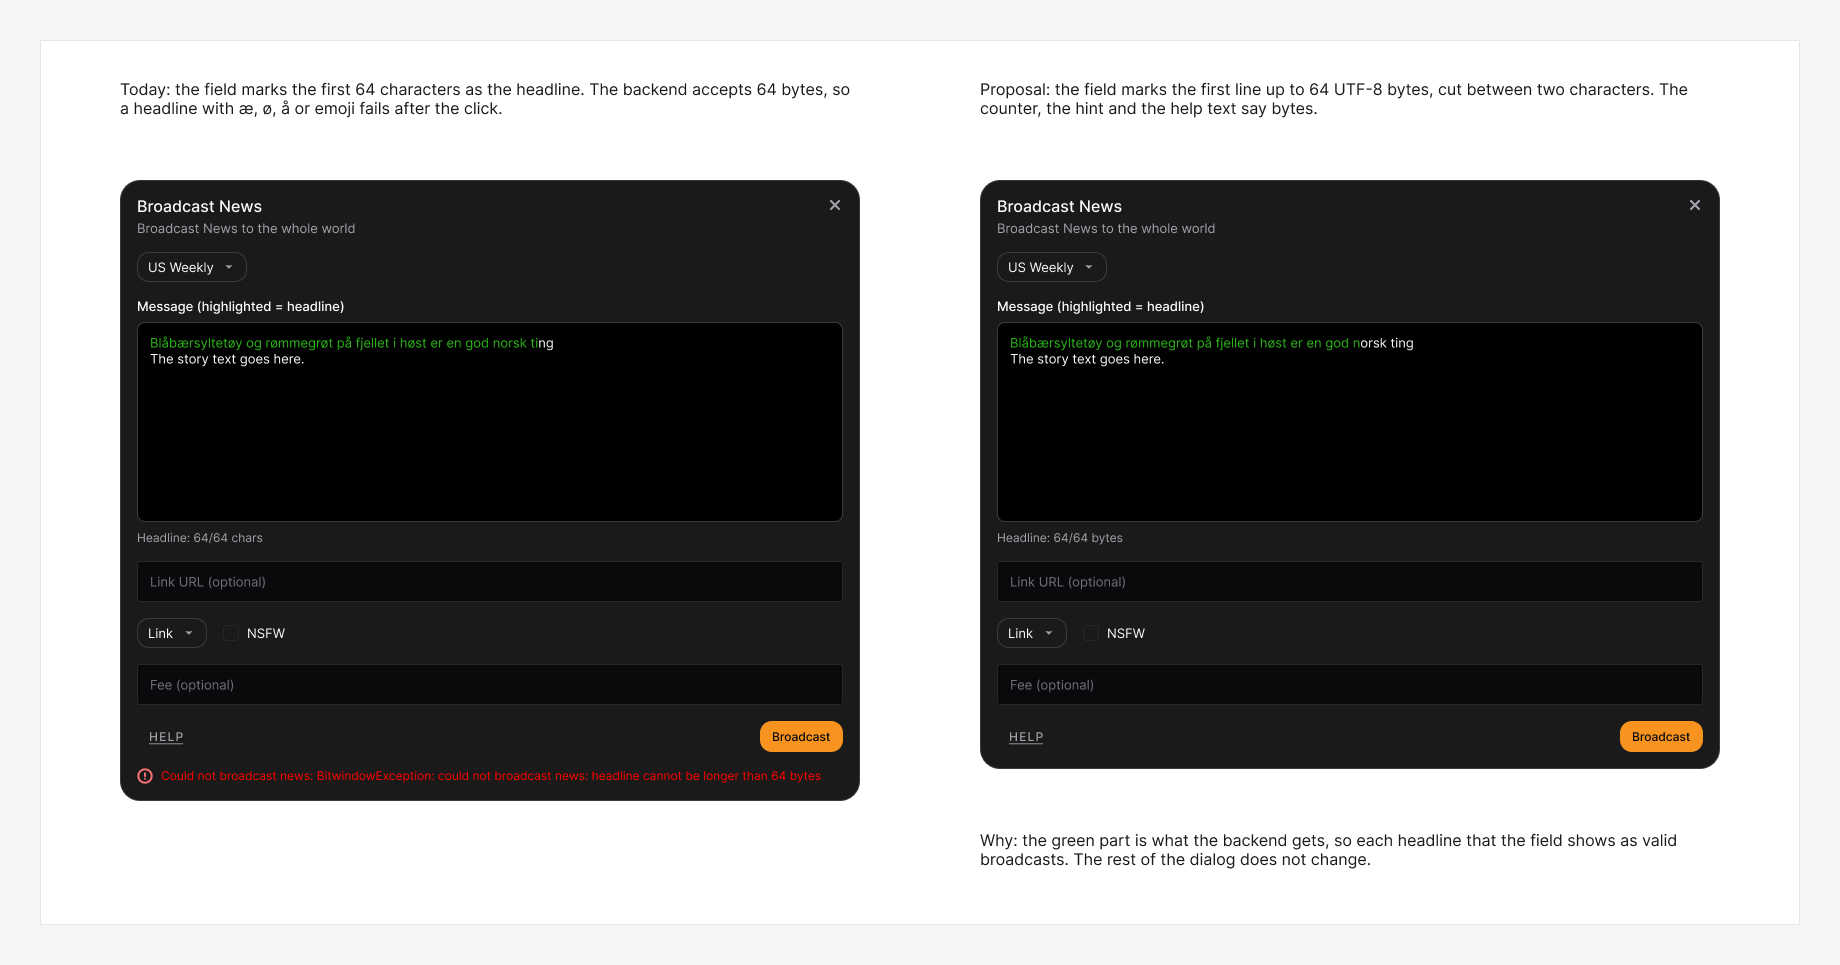 Today: the field marks the first 64 characters as the headline. The backend accepts 64 bytes, so
a headline with æ, ø, å or emoji fails after the click.
Broadcast News
Broadcast News to the whole world
US Weekly
Message (highlighted = headline)
Blåbærsyltetøy og rømmegrøt på fjellet i høst er en god norsk ting
The story text goes here.
Headline: 64/64 chars
Link URL (optional)
Link
NSFW
Fee (optional)
HELP
Broadcast
Could not broadcast news: BitwindowException: could not broadcast news: headline cannot be longer than 64 bytes
Proposal: the field marks the first line up to 64 UTF-8 bytes, cut between two characters. The
counter, the hint and the help text say bytes.
Broadcast News
Broadcast News to the whole world
US Weekly
Message (highlighted = headline)
Blåbærsyltetøy og rømmegrøt på fjellet i høst er en god norsk ting
The story text goes here.
Headline: 64/64 bytes
Link URL (optional)
Link
NSFW
Fee (optional)
HELP
Broadcast
Why: the green part is what the backend gets, so each headline that the field shows as valid
broadcasts. The rest of the dialog does not change.